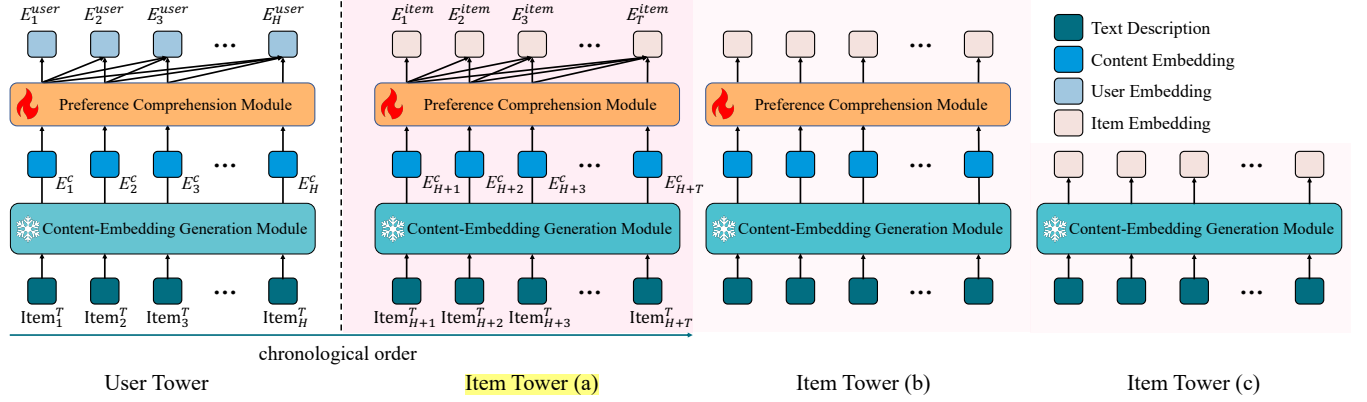 E_1^{user} E_2^{user} E_3^{user} ... E_H^{user}
Preference Comprehension Module
E_1^c E_2^c E_3^c ... E_H^c
Content-Embedding Generation Module
...
Item_1^T Item_2^T Item_3^T Item_H^T
E_1^{item} E_2^{item} E_3^{item} ... E_T^{item}
Preference Comprehension Module
E_{H+1}^c E_{H+2}^c E_{H+3}^c ... E_{H+T}^c
Content-Embedding Generation Module
...
Item_{H+1}^T Item_{H+2}^T Item_{H+3}^T Item_{H+T}^T
chronological order
...
Preference Comprehension Module
...
Content-Embedding Generation Module
...
Text Description
Content Embedding
User Embedding
Item Embedding
...
Content-Embedding Generation Module
...
User Tower
Item Tower (a)
Item Tower (b)
Item Tower (c)